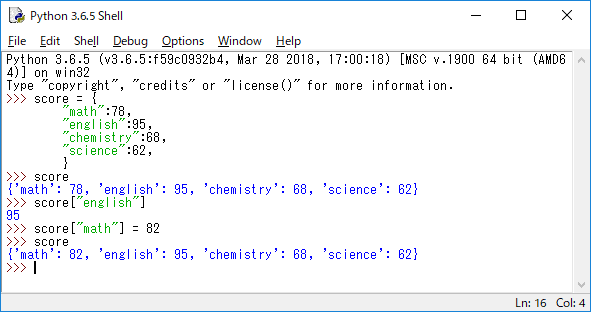 Python 3.6.5 Shell
File Edit Shell Debug Options Window Help
Python 3.6.5 (v3.6.5:f59c0932b4, Mar 28 2018, 17:00:18) [MSC v.1900 64 bit (AMD6
4)] on win32
Type "copyright", "credits" or "license()" for more information.
>>> score = {
        "math":78,
        "english":95,
        "chemistry":68,
        "science":62,
        }
>>> score
{'math': 78, 'english': 95, 'chemistry': 68, 'science': 62}
>>> score["english"]
95
>>> score["math"] = 82
>>> score
{'math': 82, 'english': 95, 'chemistry': 68, 'science': 62}
>>>
Ln: 16 Col: 4